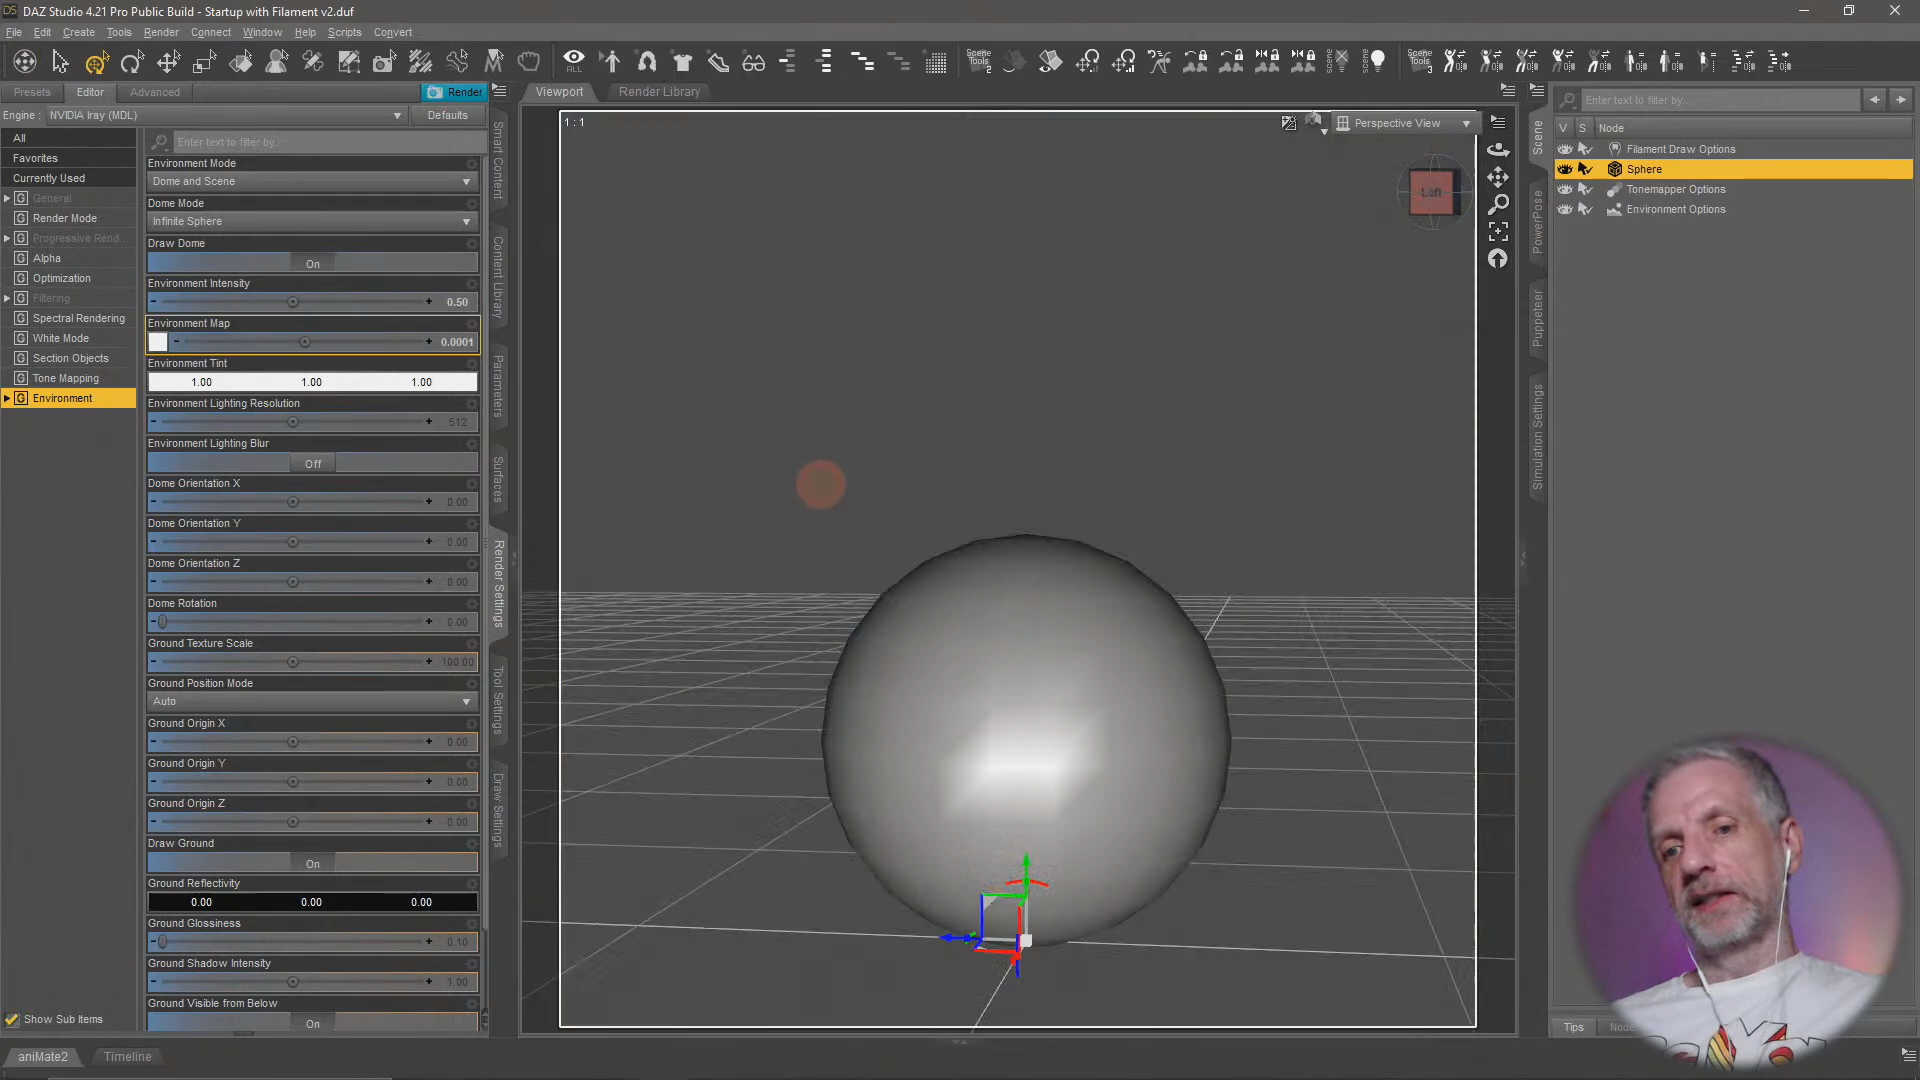 DS DAZ Studio 4.21 Pro Public Build - Startup with Filament v2.duf
File Edit Create Tools Render Connect Window Help Scripts Convert
ALL
Scene Tools 2
scene
scene
Scene Tools 3
Presets Editor Advanced Render
Viewport Render Library
Engine : NVIDIA Iray (MDL) Defaults
All
Favorites
Currently Used
G General
G Render Mode
G Progressive Rend...
G Alpha
G Optimization
G Filtering
G Spectral Rendering
G White Mode
G Section Objects
G Tone Mapping
G Environment
Show Sub Items
Enter text to filter by...
Environment Mode
Dome and Scene
Dome Mode
Infinite Sphere
Draw Dome
On
Environment Intensity
- + 0.50
Environment Map
- + 0.0001
Environment Tint
1.00 1.00 1.00
Environment Lighting Resolution
- + 512
Environment Lighting Blur
Off
Dome Orientation X
- + 0.00
Dome Orientation Y
- + 0.00
Dome Orientation Z
- + 0.00
Dome Rotation
- + 0.00
Ground Texture Scale
- + 100.00
Ground Position Mode
Auto
Ground Origin X
- + 0.00
Ground Origin Y
- + 0.00
Ground Origin Z
- + 0.00
Draw Ground
On
Ground Reflectivity
0.00 0.00 0.00
Ground Glossiness
- + 0.10
Ground Shadow Intensity
- + 1.00
Ground Visible from Below
On
Smart Content
Content Library
Parameters
Surfaces
Render Settings
Tool Settings
Draw Settings
1 : 1
Perspective View
Left
Scene
PowerPose
Puppeteer
Simulation Settings
Enter text to filter by...
V S Node
Filament Draw Options
Sphere
Tonemapper Options
Environment Options
Tips
aniMate2 Timeline